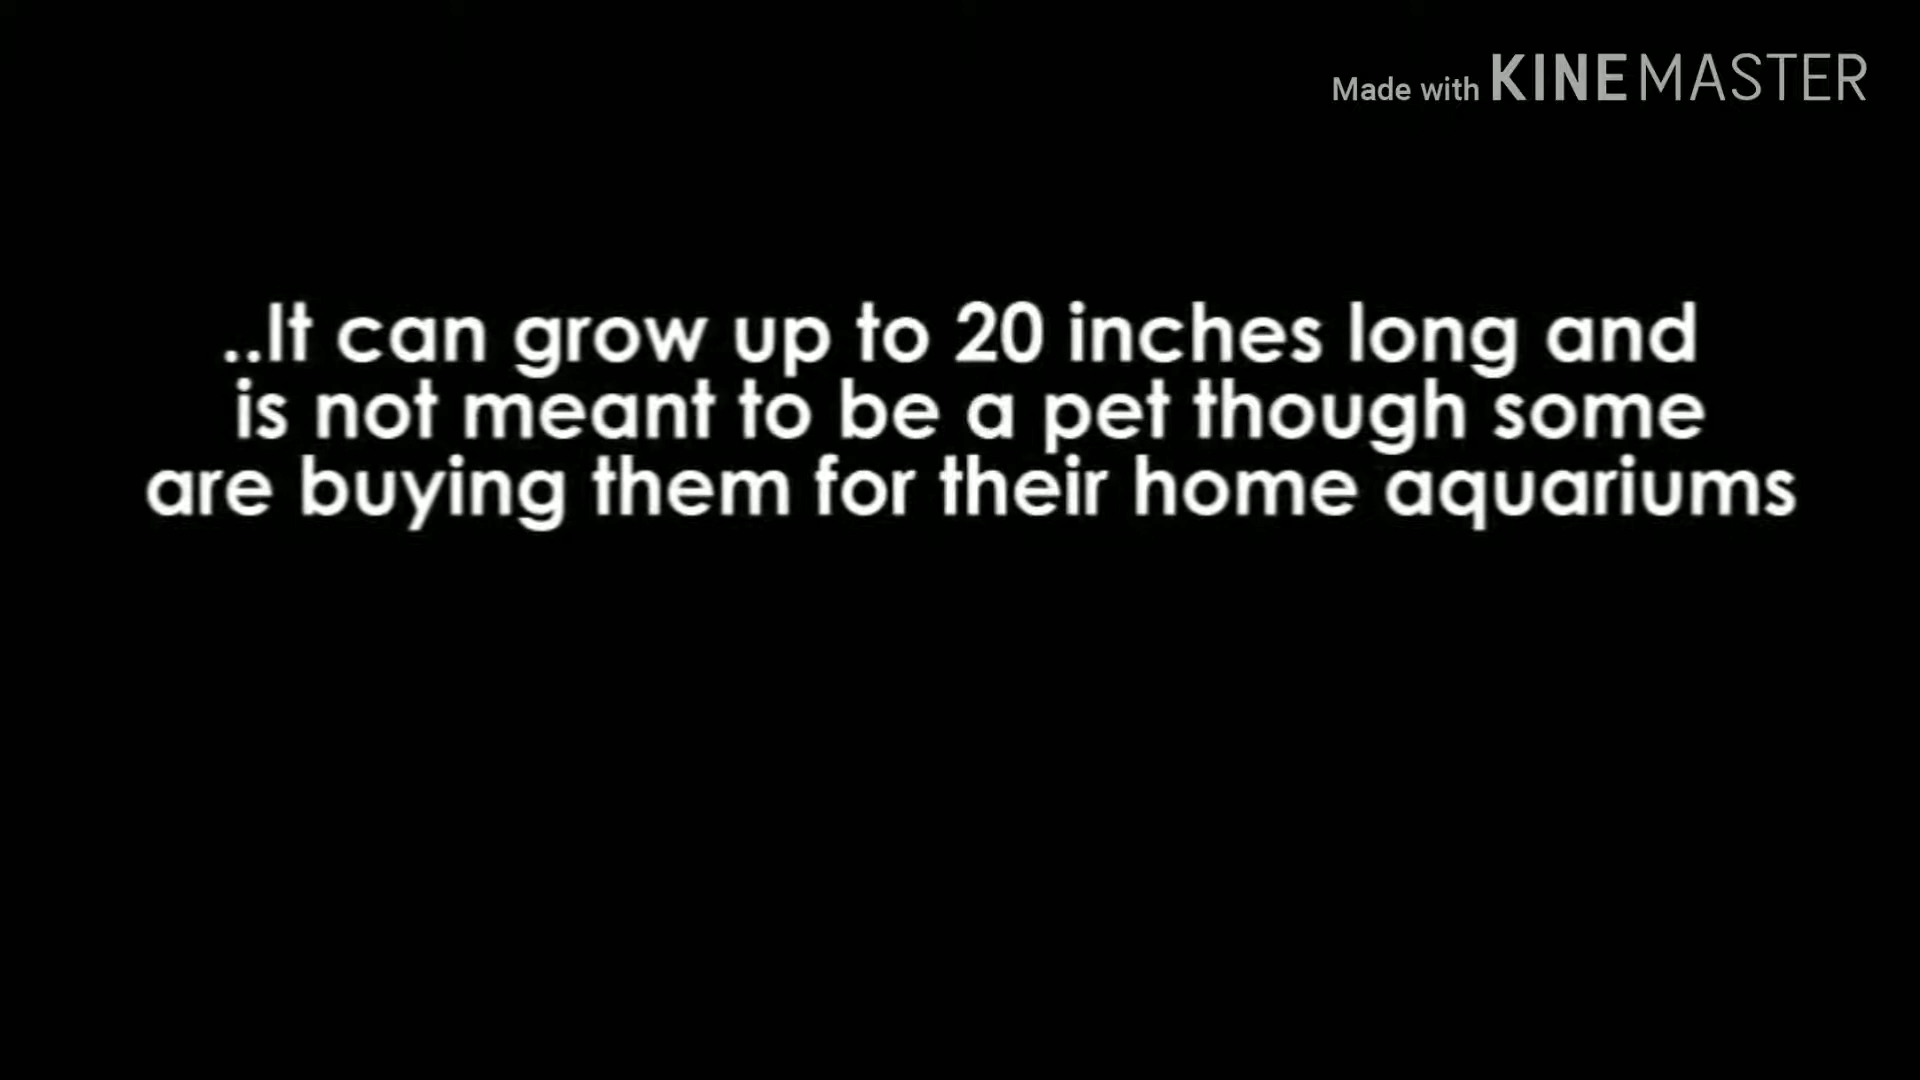 Made with KINEMASTER
..It can grow up to 20 inches long and
is not meant to be a pet though some
are buying them for their home aquariums